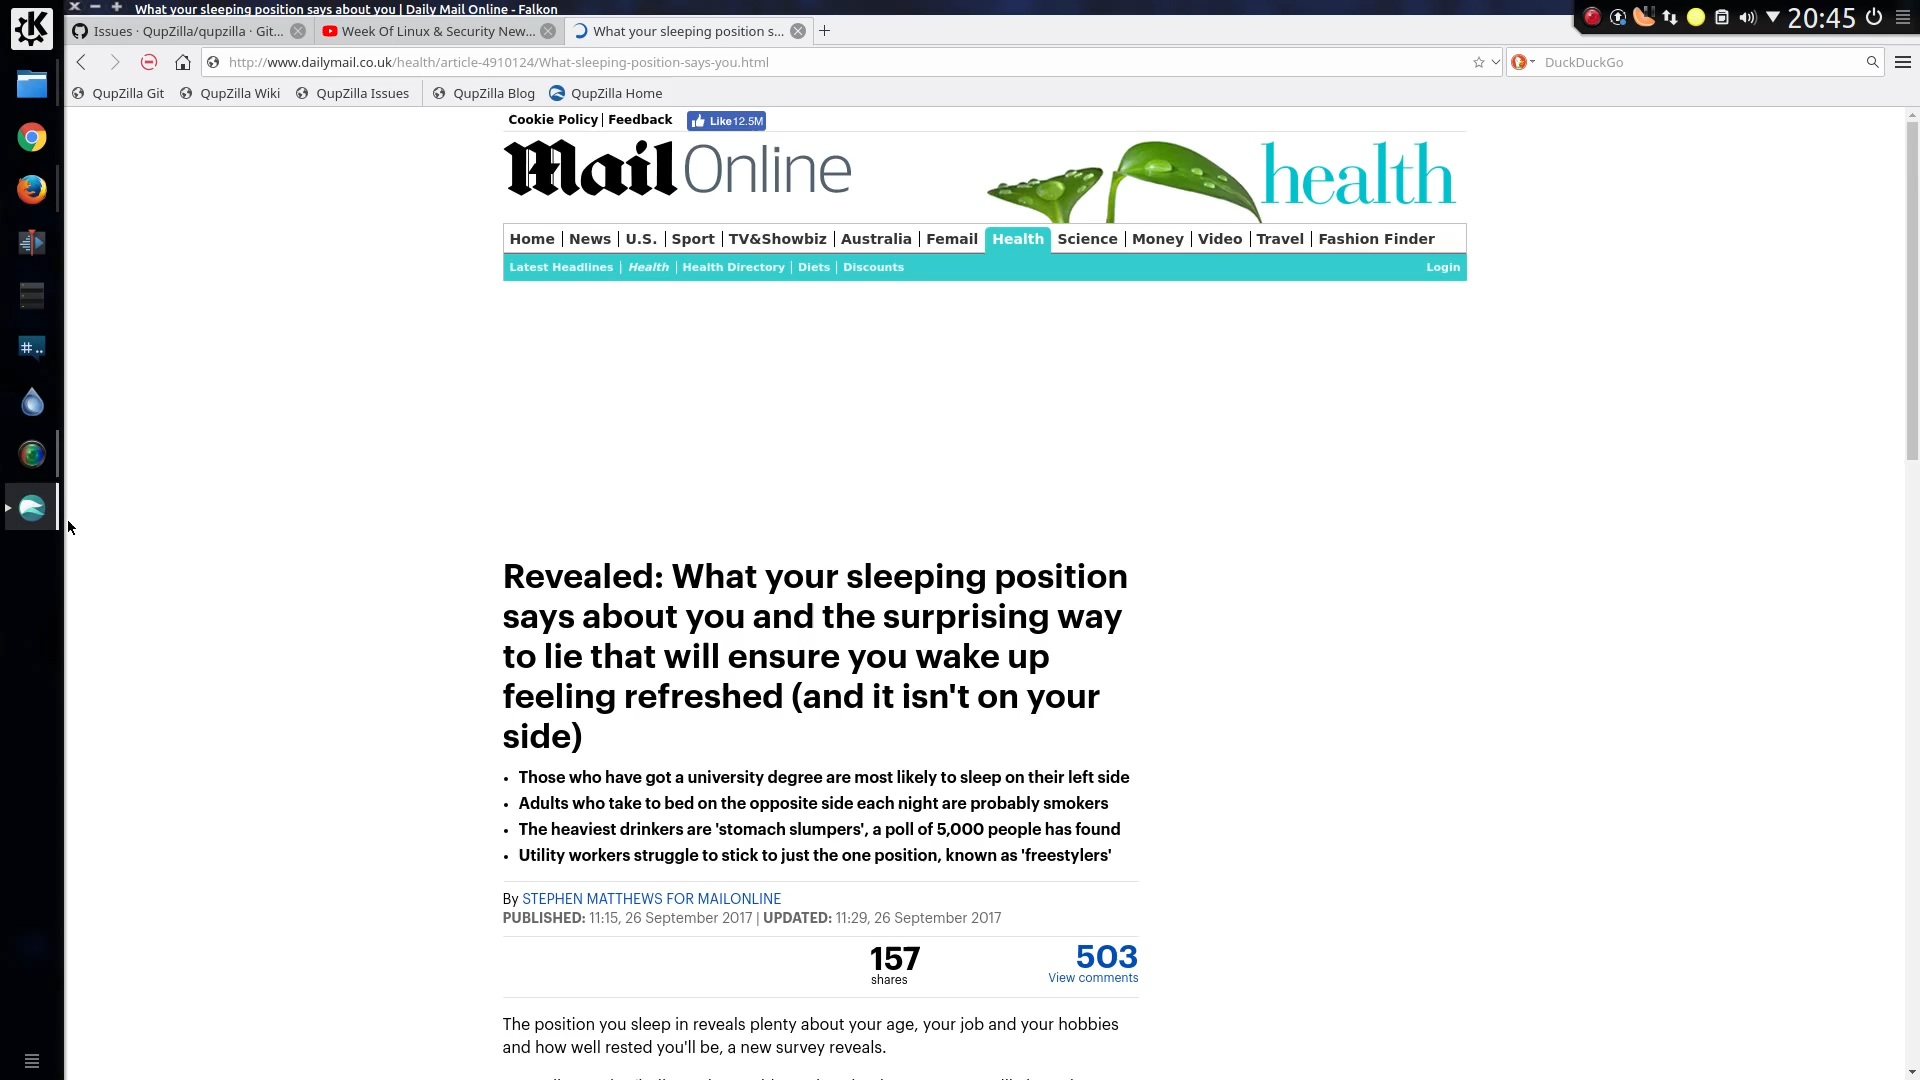 What your sleeping position says about you | Daily Mail Online - Falkon
20:45
Issues · QupZilla/qupzilla · Git...
Week Of Linux & Security New...
What your sleeping position s...
http://www.dailymail.co.uk/health/article-4910124/What-sleeping-position-says-you.html
DuckDuckGo
QupZilla Git
QupZilla Wiki
QupZilla Issues
QupZilla Blog
QupZilla Home
Cookie Policy | Feedback
Like 12.5M
Mail Online
health
Home | News | U.S. | Sport | TV&Showbiz | Australia | Femail | Health | Science | Money | Video | Travel | Fashion Finder
Latest Headlines | Health | Health Directory | Diets | Discounts
Login
Revealed: What your sleeping position
says about you and the surprising way
to lie that will ensure you wake up
feeling refreshed (and it isn't on your
side)
• Those who have got a university degree are most likely to sleep on their left side
• Adults who take to bed on the opposite side each night are probably smokers
• The heaviest drinkers are 'stomach slumpers', a poll of 5,000 people has found
• Utility workers struggle to stick to just the one position, known as 'freestylers'
By STEPHEN MATTHEWS FOR MAILONLINE
PUBLISHED: 11:15, 26 September 2017 | UPDATED: 11:29, 26 September 2017
157
shares
503
View comments
The position you sleep in reveals plenty about your age, your job and your hobbies
and how well rested you'll be, a new survey reveals.